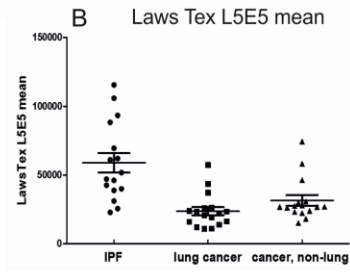 B Laws Tex L5E5 mean
LawsTex L5E5 mean
150000
100000
50000
0
IPF lung cancer cancer, non-lung